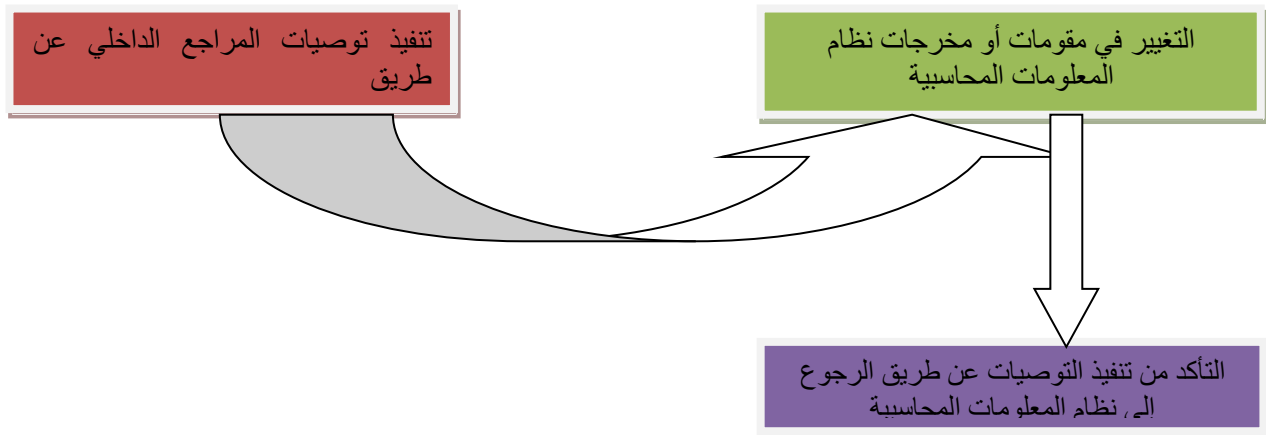 تنفيذ توصيات المراجع الداخلي عن
طريق
التغيير في مقومات أو مخرجات نظام
المعلومات المحاسبية
التأكد من تنفيذ التوصيات عن طريق الرجوع
إلى نظام المعلومات المحاسبية